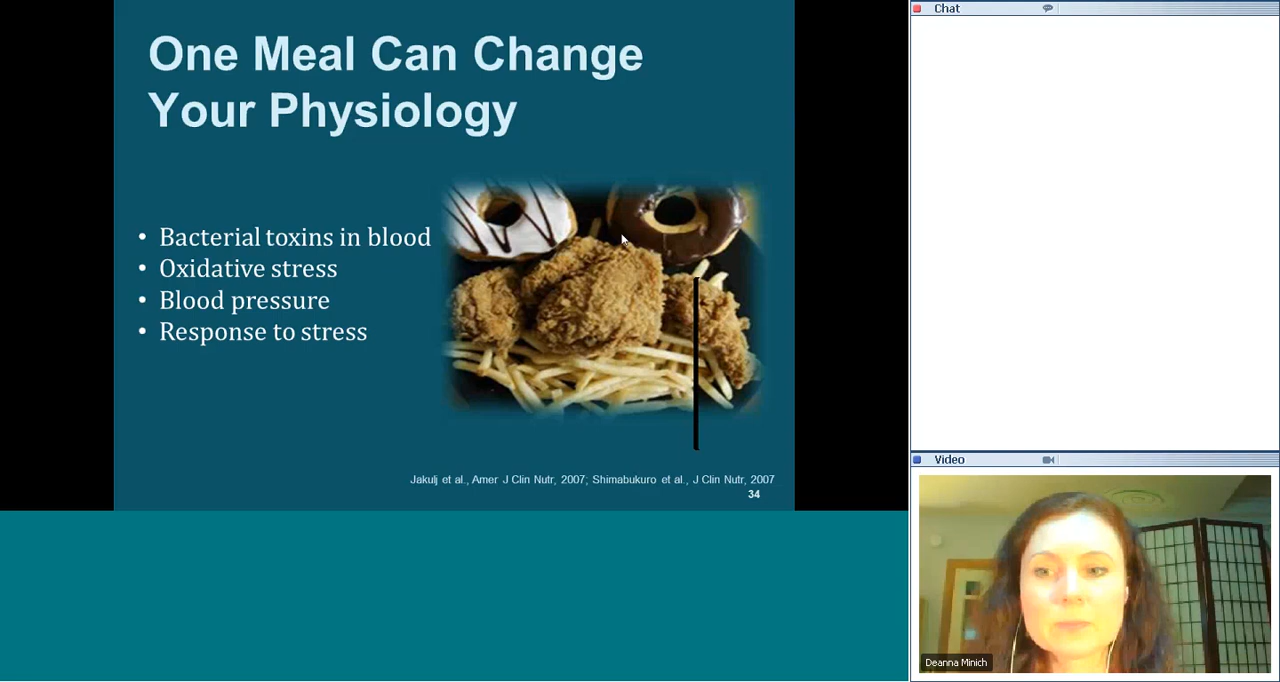 One Meal Can Change
Your Physiology
• Bacterial toxins in blood
• Oxidative stress
• Blood pressure
• Response to stress
Jakulj et al., Amer J Clin Nutr, 2007; Shimabukuro et al., J Clin Nutr, 2007
34
Chat
Video
Deanna Minich